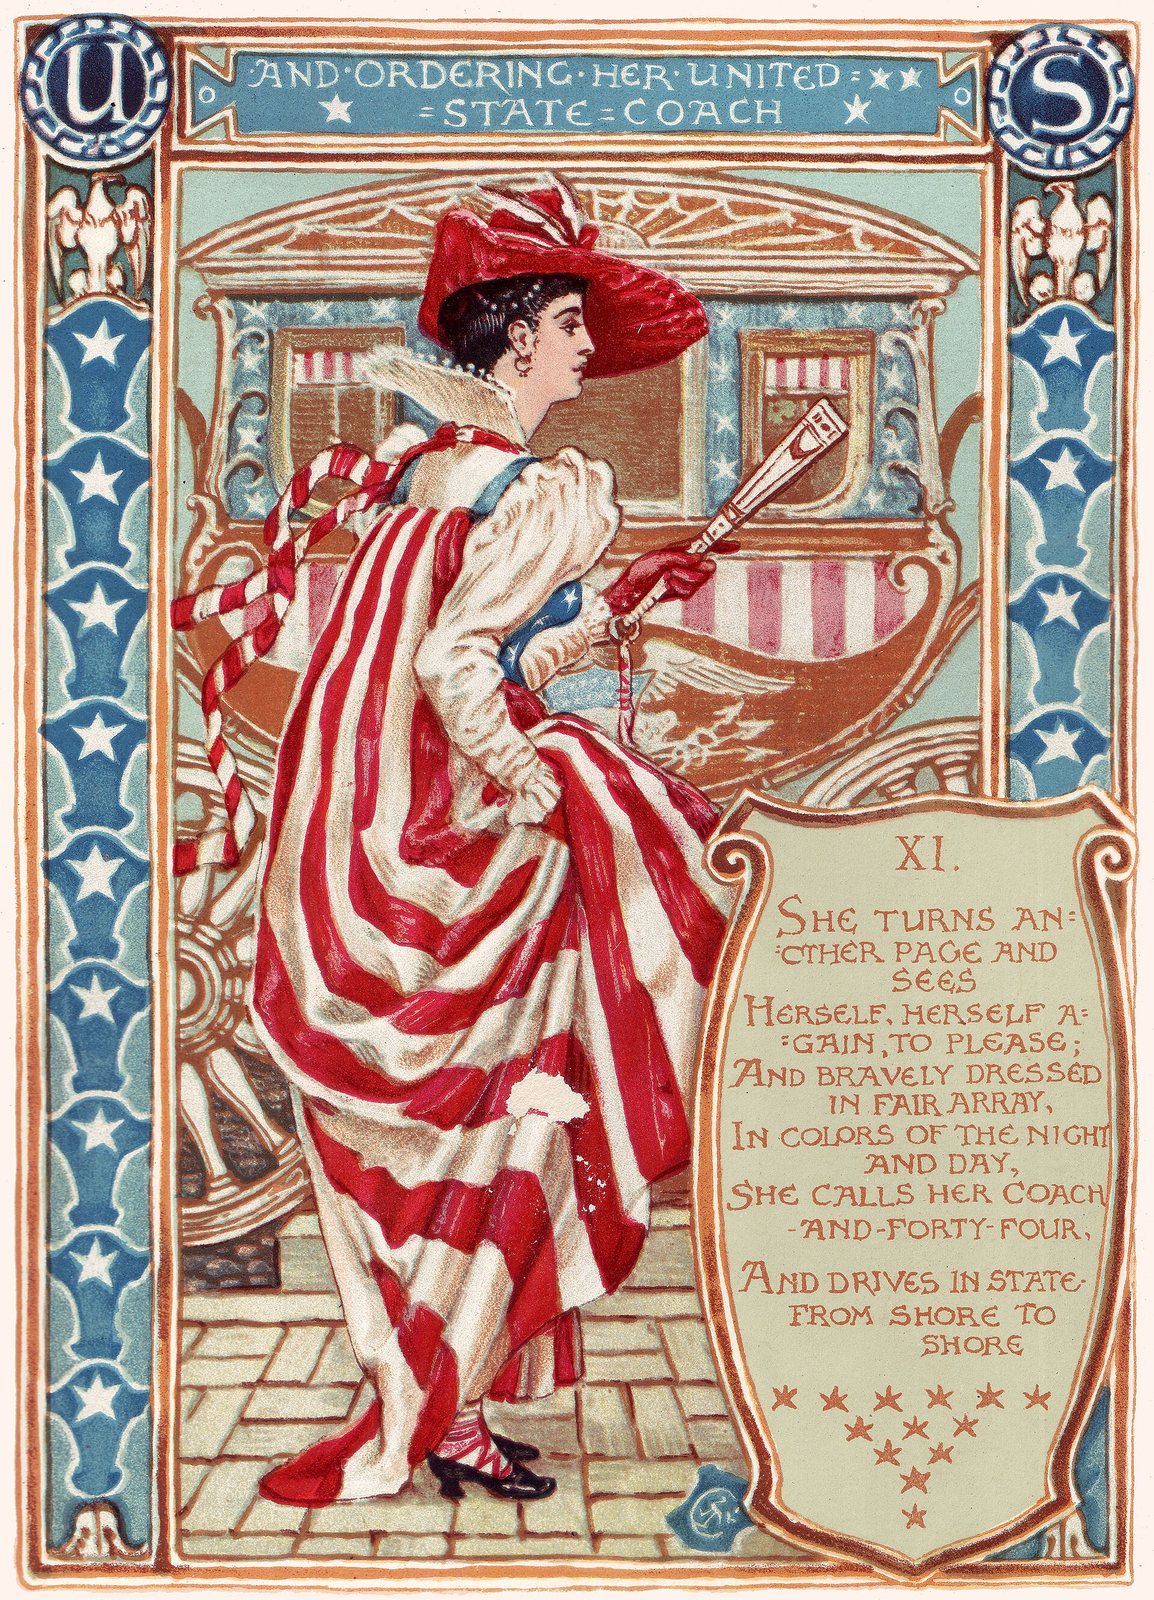 U
S
·AND·ORDERING·HER·UNITED=
=STATE=COACH
XI.
SHE TURNS AN=
:OTHER PAGE AND
SEES
HERSELF, HERSELF A=
=GAIN, TO PLEASE;
AND BRAVELY DRESSED
IN FAIR ARRAY,
IN COLORS OF THE NIGHT
AND DAY,
SHE CALLS HER COACH
-AND-FORTY-FOUR,
AND DRIVES IN STATE
FROM SHORE TO
SHORE